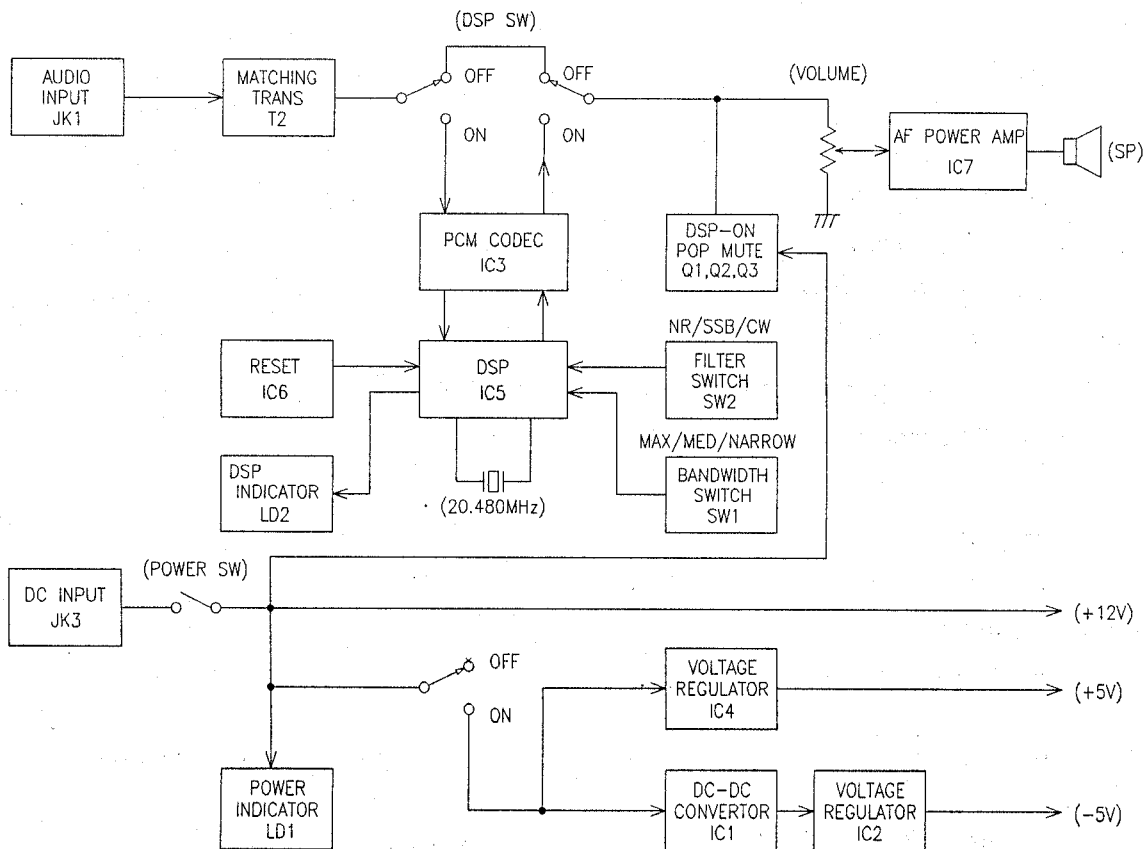 (DSP SW)
AUDIO
INPUT
JK1
MATCHING
TRANS
T2
OFF
OFF
ON
ON
(VOLUME)
AF POWER AMP
IC7
(SP)
PCM CODEC
IC3
DSP-ON
POP MUTE
Q1,Q2,Q3
RESET
IC6
DSP
IC5
NR/SSB/CW
FILTER
SWITCH
SW2
DSP
INDICATOR
LD2
(20.480MHz)
MAX/MED/NARROW
BANDWIDTH
SWITCH
SW1
DC INPUT
JK3
(POWER SW)
(+12V)
OFF
ON
VOLTAGE
REGULATOR
IC4
(+5V)
POWER
INDICATOR
LD1
DC-DC
CONVERTOR
IC1
VOLTAGE
REGULATOR
IC2
(-5V)